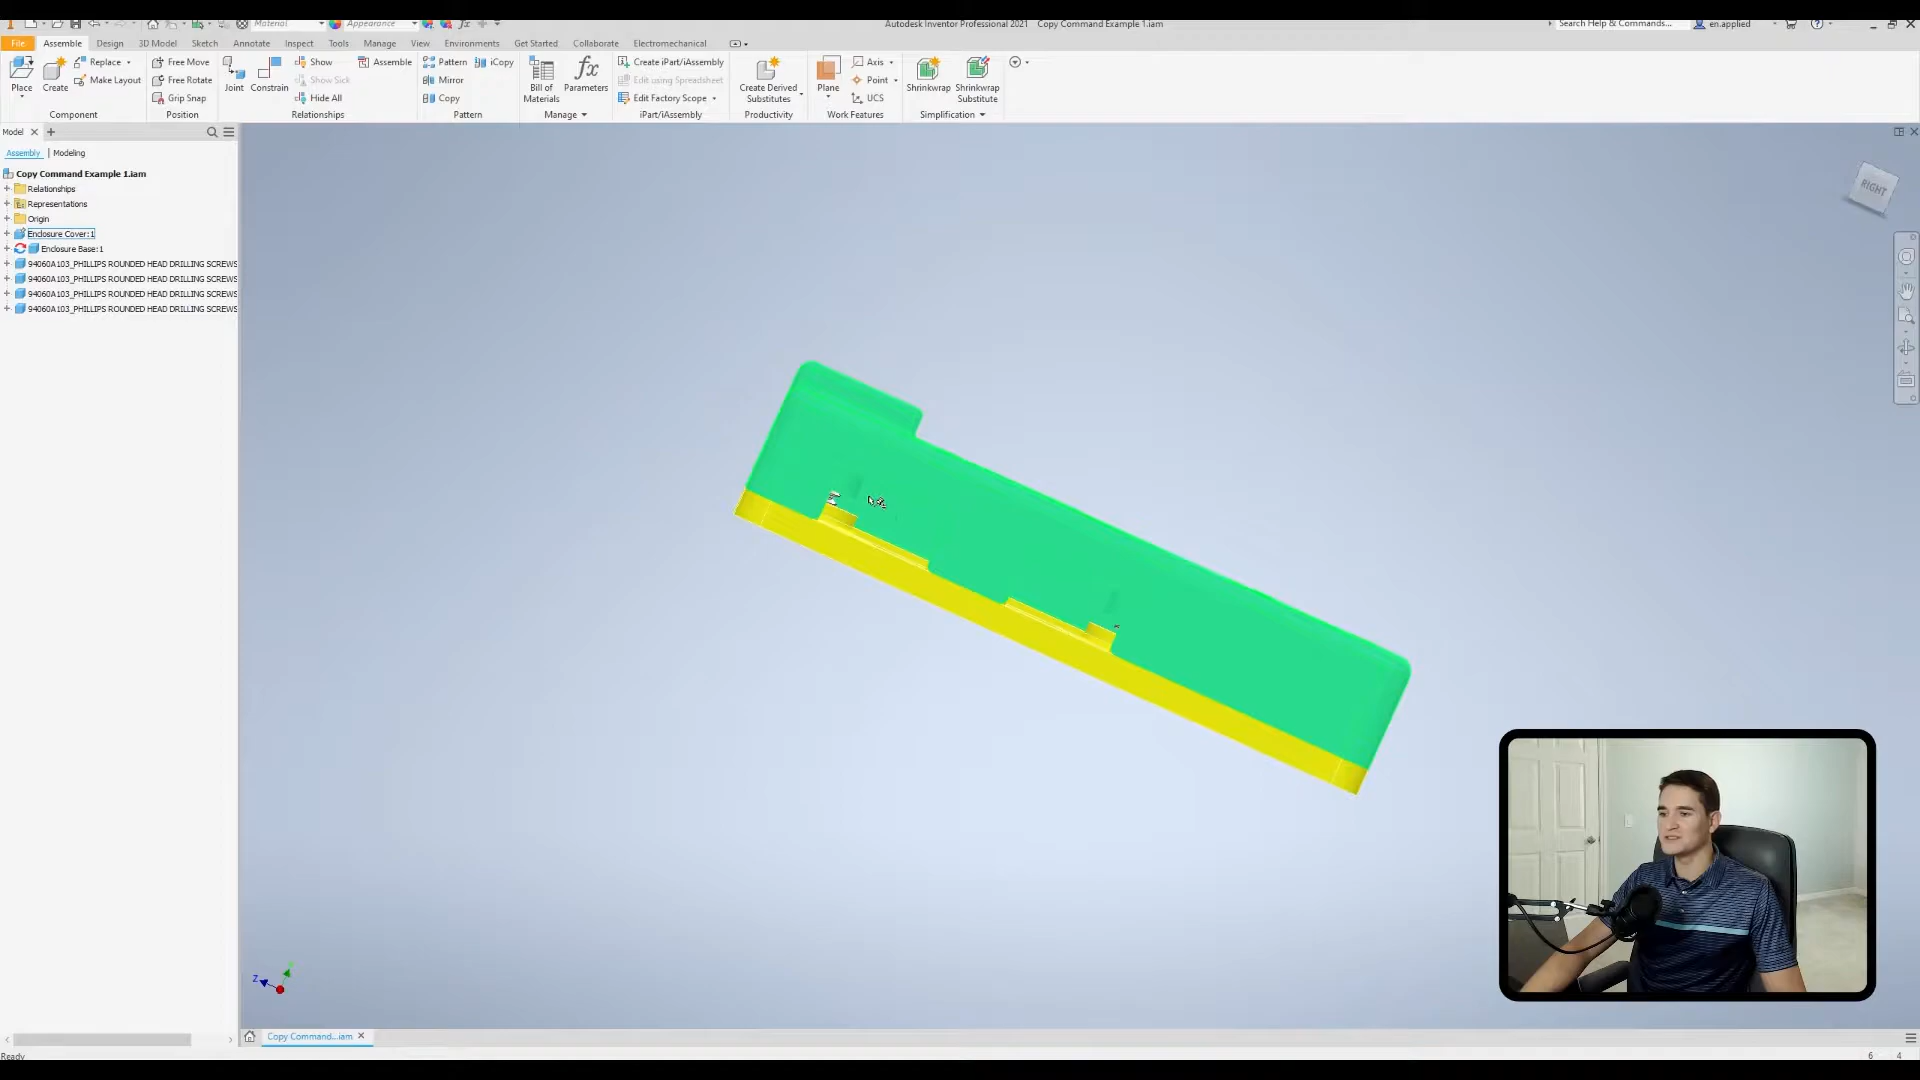 Material
Appearance
Autodesk Inventor Professional 2021 Copy Command Example 1.iam
Search Help & Commands...
en.applied
File Assemble Design 3D Model Sketch Annotate Inspect Tools Manage View Environments Get Started Collaborate Electromechanical
Place
Create
Replace
Make Layout
Component
Free Move
Free Rotate
Grip Snap
Position
Joint
Constrain
Show
Show Sick
Hide All
Relationships
Assemble
Pattern
Mirror
Copy
iCopy
Pattern
Bill of
Materials
Parameters
Manage
Create iPart/iAssembly
Edit using Spreadsheet
Edit Factory Scope
iPart/iAssembly
Create Derived
Substitutes
Productivity
Plane
Axis
Point
UCS
Work Features
Shrinkwrap
Shrinkwrap
Substitute
Simplification
Model
Assembly | Modeling
Copy Command Example 1.iam
Relationships
Representations
Origin
Enclosure Cover:1
Enclosure Base:1
94060A103_PHILLIPS ROUNDED HEAD DRILLING SCREWS
94060A103_PHILLIPS ROUNDED HEAD DRILLING SCREWS
94060A103_PHILLIPS ROUNDED HEAD DRILLING SCREWS
94060A103_PHILLIPS ROUNDED HEAD DRILLING SCREWS
RIGHT
Z
Copy Command...iam
Ready
6 4